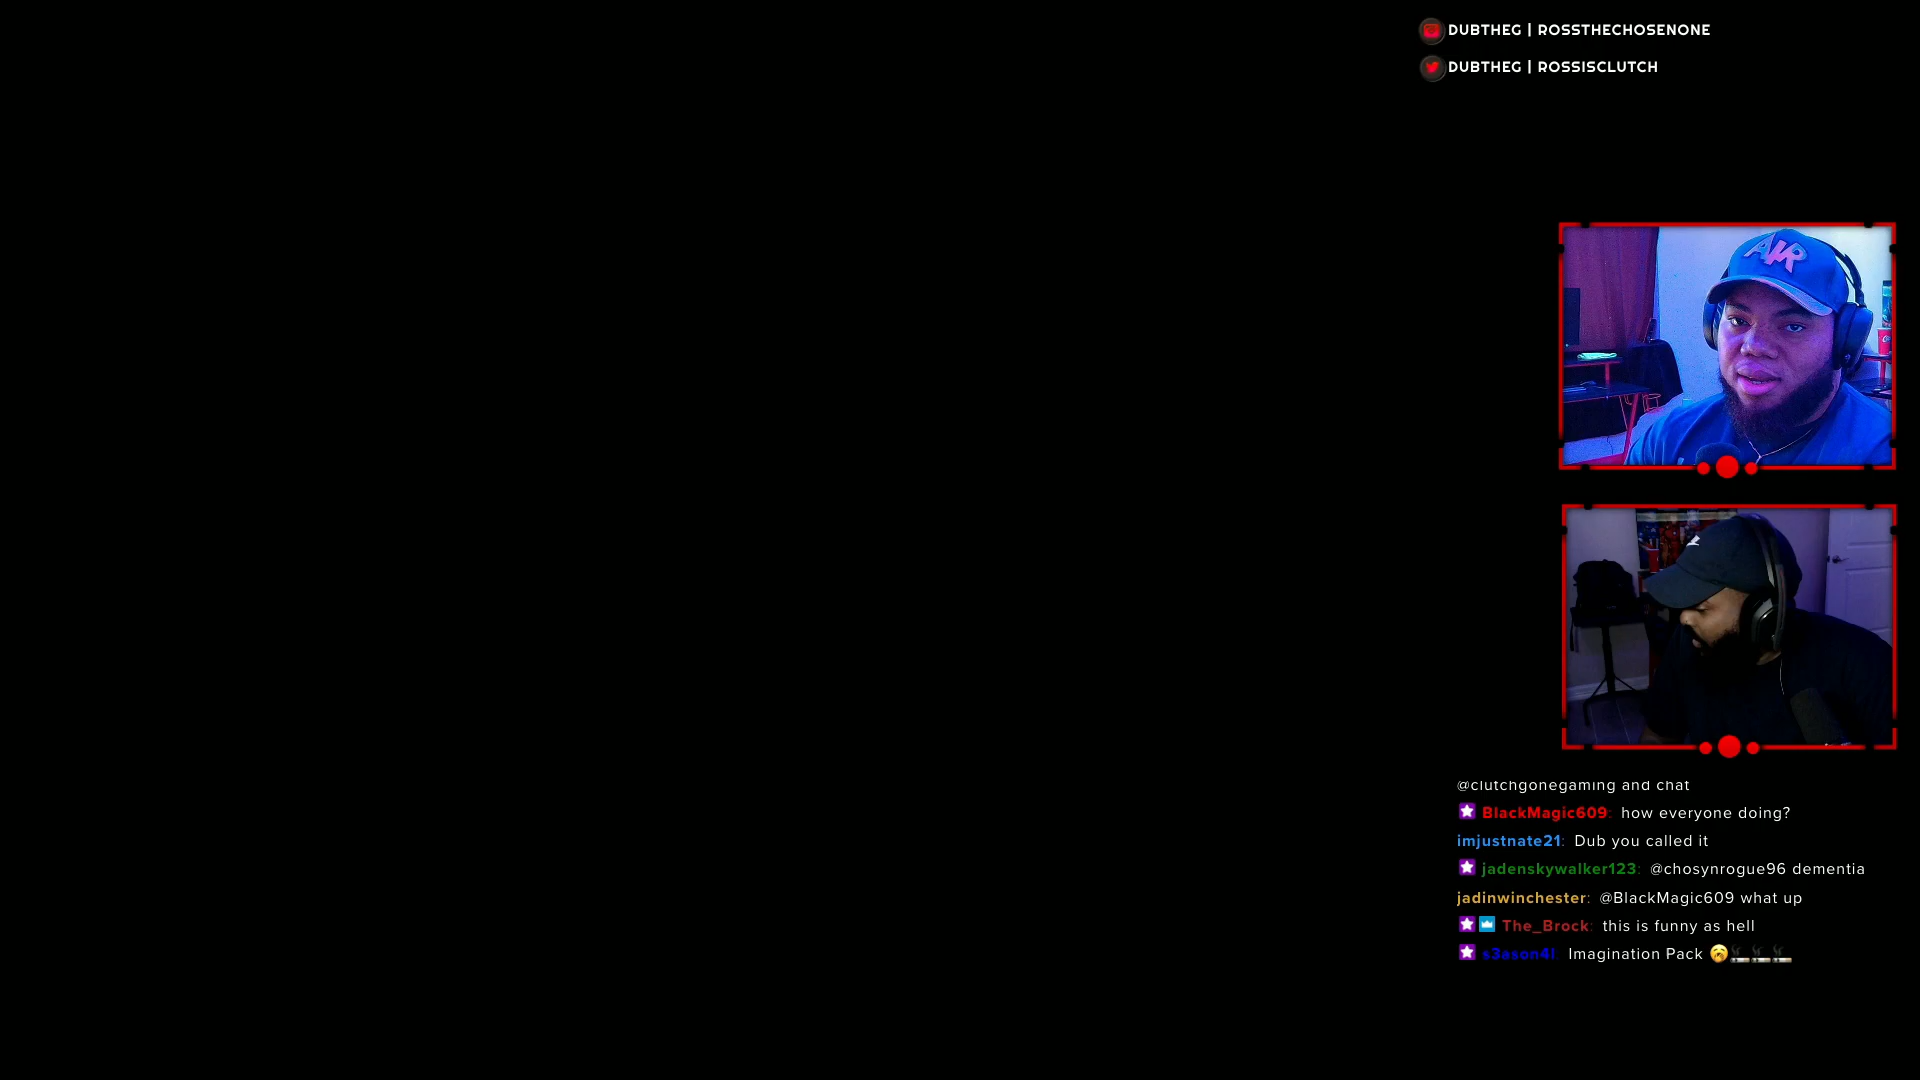 DUBTHEG | ROSSTHECHOSENONE
DUBTHEG | ROSSISCLUTCH
AIR
@clutchgonegaming and chat
BlackMagic609: how everyone doing?
imjustnate21: Dub you called it
jadenskywalker123: @chosynrogue96 dementia
jadinwinchester: @BlackMagic609 what up
The_Brock: this is funny as hell
s3ason4l: Imagination Pack 🥱🚬🚬🚬